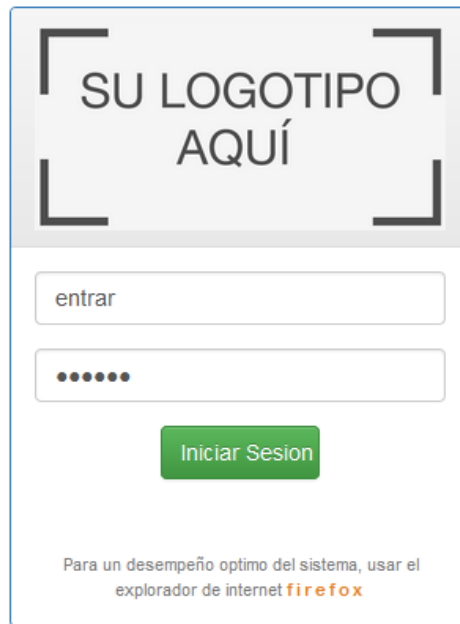 SU LOGOTIPO
AQUÍ
entrar
••••••
Iniciar Sesion
Para un desempeño optimo del sistema, usar el
explorador de internet firefox